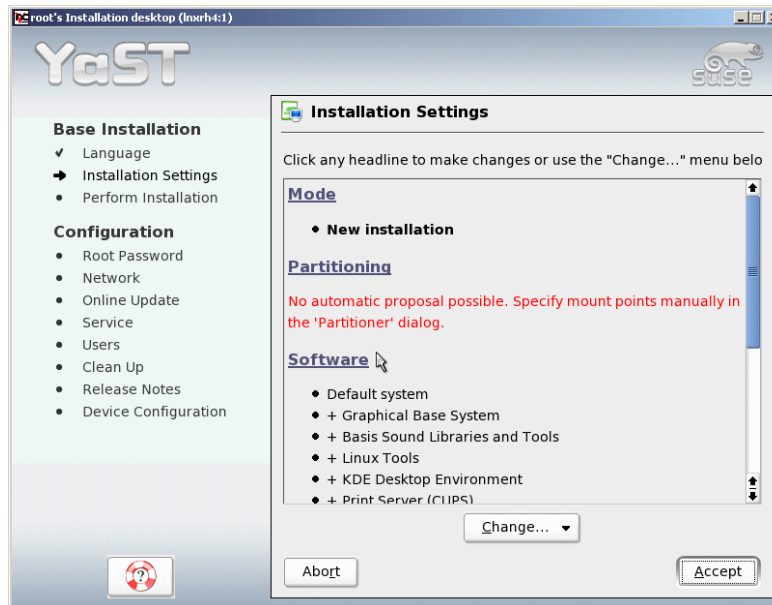 root's Installation desktop (lnxrh4:1)
YaST
suse
Base Installation
Language
Installation Settings
Perform Installation
Configuration
Root Password
Network
Online Update
Service
Users
Clean Up
Release Notes
Device Configuration
Installation Settings
Click any headline to make changes or use the "Change..." menu belo
Mode
New installation
Partitioning
No automatic proposal possible. Specify mount points manually in
the 'Partitioner' dialog.
Software
Default system
+ Graphical Base System
+ Basis Sound Libraries and Tools
+ Linux Tools
+ KDE Desktop Environment
+ Print Server (CUPS)
Change...
Abort
Accept